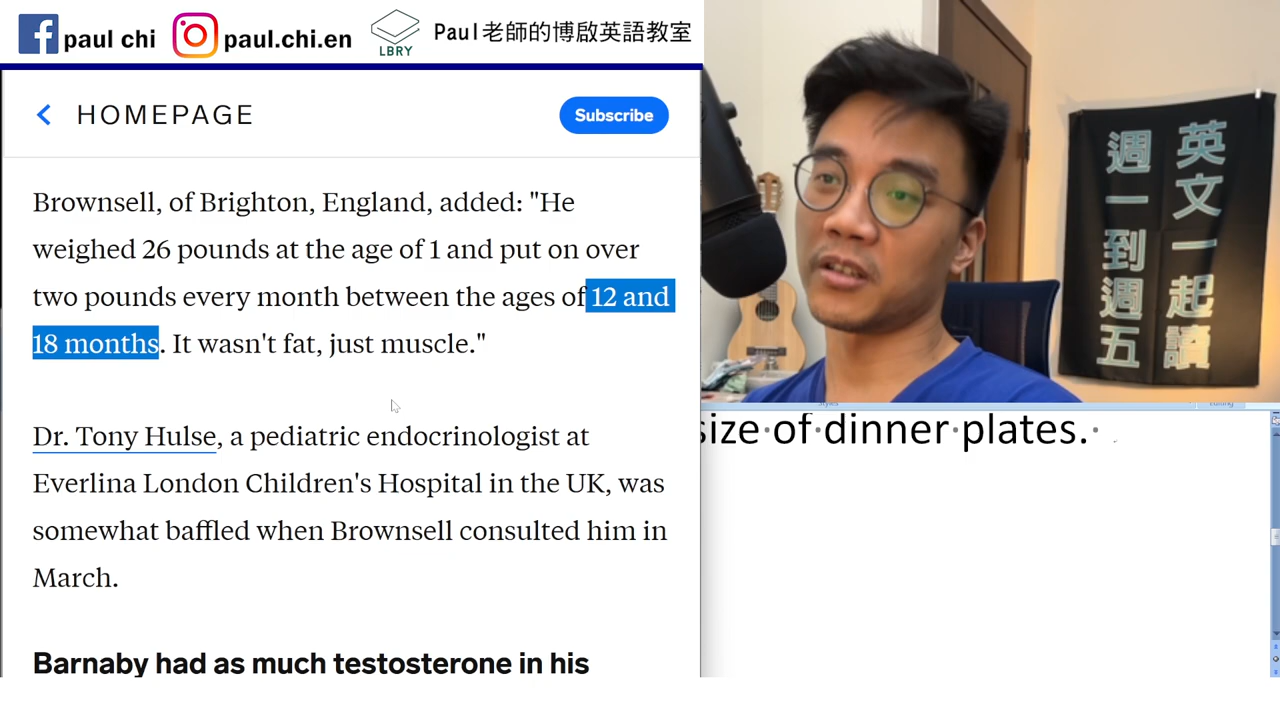 paul chi
paul.chi.en
LBRY
Paul老師的博啟英語教室
HOMEPAGE
Subscribe
Brownsell, of Brighton, England, added: "He
weighed 26 pounds at the age of 1 and put on over
two pounds every month between the ages of 12 and
18 months. It wasn't fat, just muscle."
Dr. Tony Hulse, a pediatric endocrinologist at
Everlina London Children's Hospital in the UK, was
somewhat baffled when Brownsell consulted him in
March.
Barnaby had as much testosterone in his
英文一起讀
週一到週五
size of dinner plates.